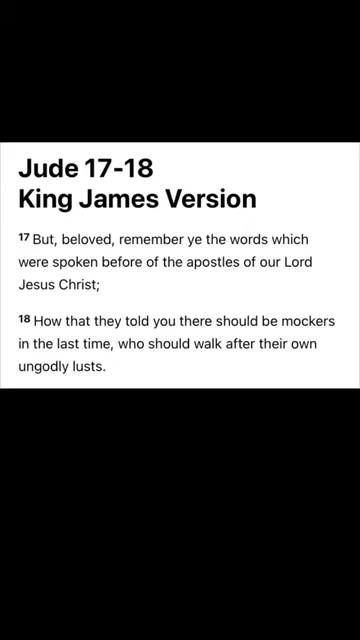 Jude 17-18
King James Version
17 But, beloved, remember ye the words which
were spoken before of the apostles of our Lord
Jesus Christ;
18 How that they told you there should be mockers
in the last time, who should walk after their own
ungodly lusts.